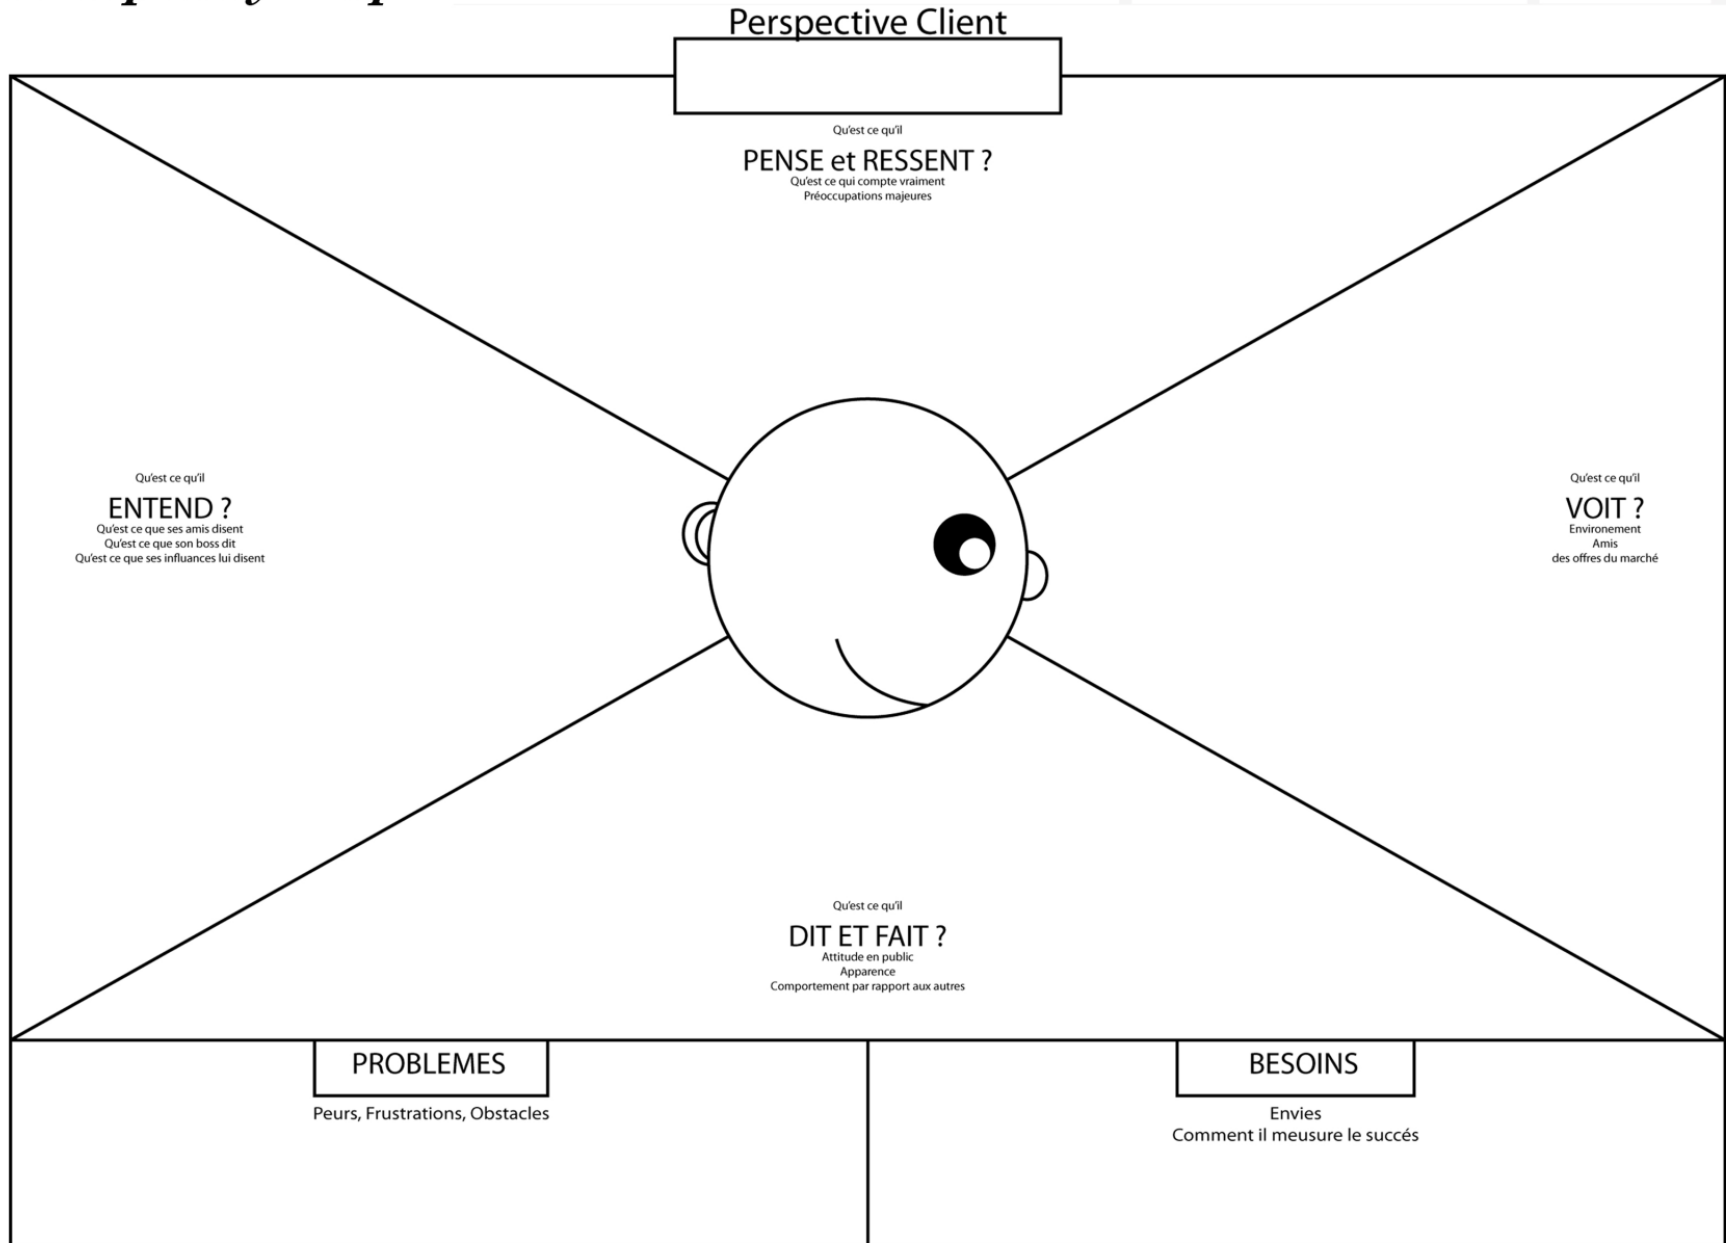 Perspective Client
Qu'est ce qu'il
PENSE et RESSENT ?
Qu'est ce qui compte vraiment
Préoccupations majeures
Qu'est ce qu'il
ENTEND ?
Qu'est ce que ses amis disent
Qu'est ce que son boss dit
Qu'est ce que ses influances lui disent
Qu'est ce qu'il
VOIT ?
Environement
Amis
des offres du marché
Qu'est ce qu'il
DIT ET FAIT ?
Attitude en public
Apparence
Comportement par rapport aux autres
PROBLEMES
Peurs, Frustrations, Obstacles
BESOINS
Envies
Comment il meusure le succés